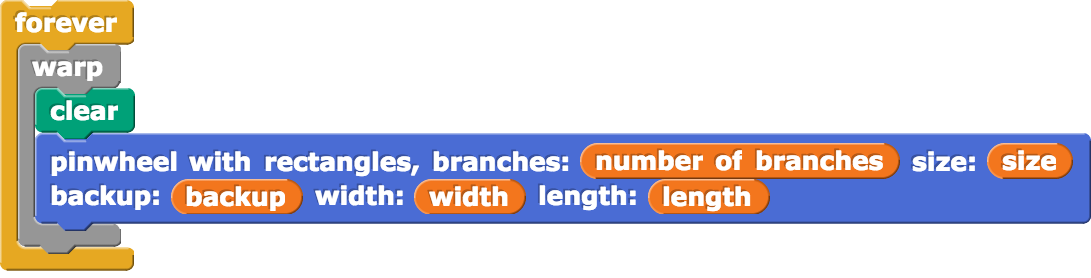 forever
warp
clear
pinwheel with rectangles, branches: number of branches size: size
backup: backup width: width length: length